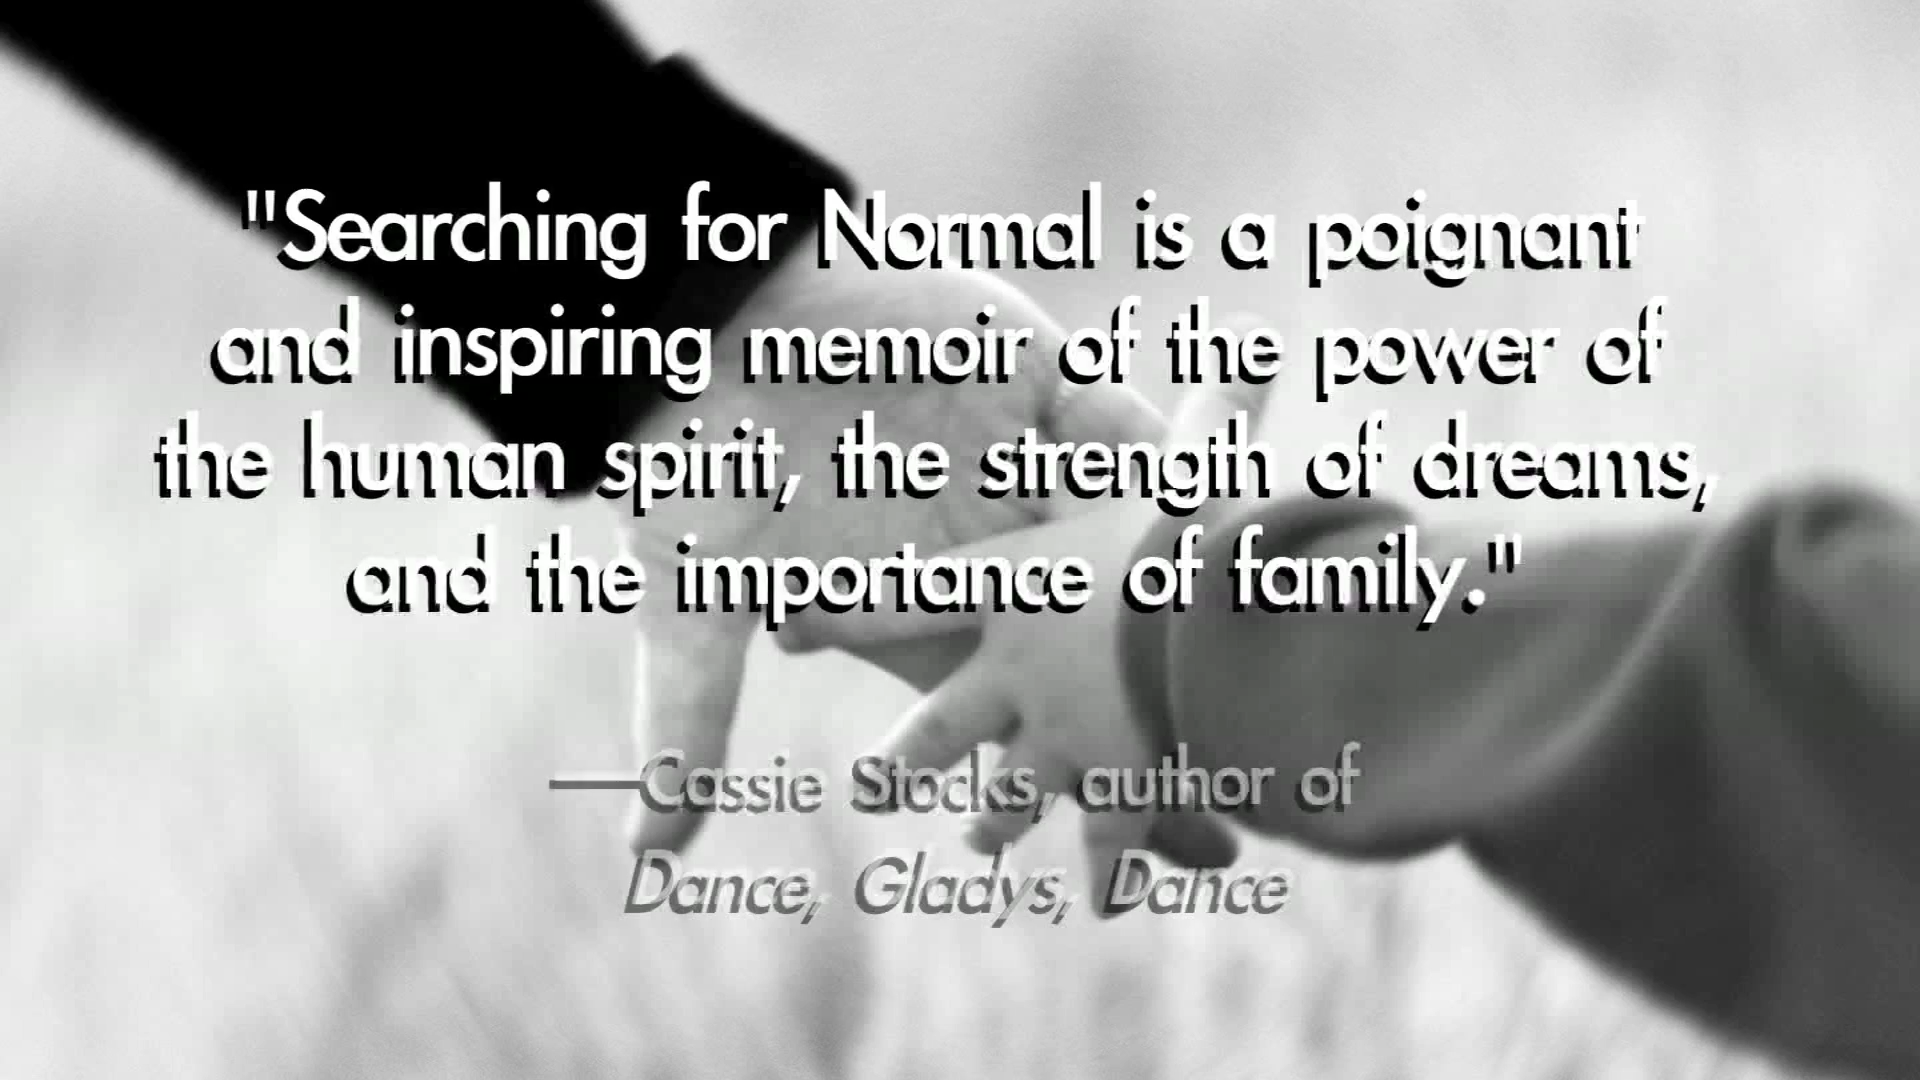 "Searching for Normal is a poignant
and inspiring memoir of the power of
the human spirit, the strength of dreams,
and the importance of family."
—Cassie Stocks, author of
Dance, Gladys, Dance